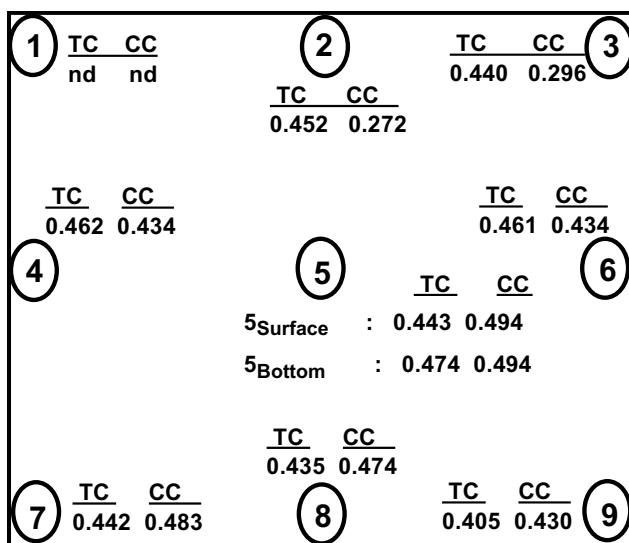 1 TC CC 2 TC CC 3
nd nd 0.440 0.296
TC CC
0.452 0.272
TC CC TC CC
0.462 0.434 0.461 0.434
4 5 6
TC CC
5Surface : 0.443 0.494
5Bottom : 0.474 0.494
TC CC
0.435 0.474
TC CC TC CC
7 0.442 0.483 8 0.405 0.430 9